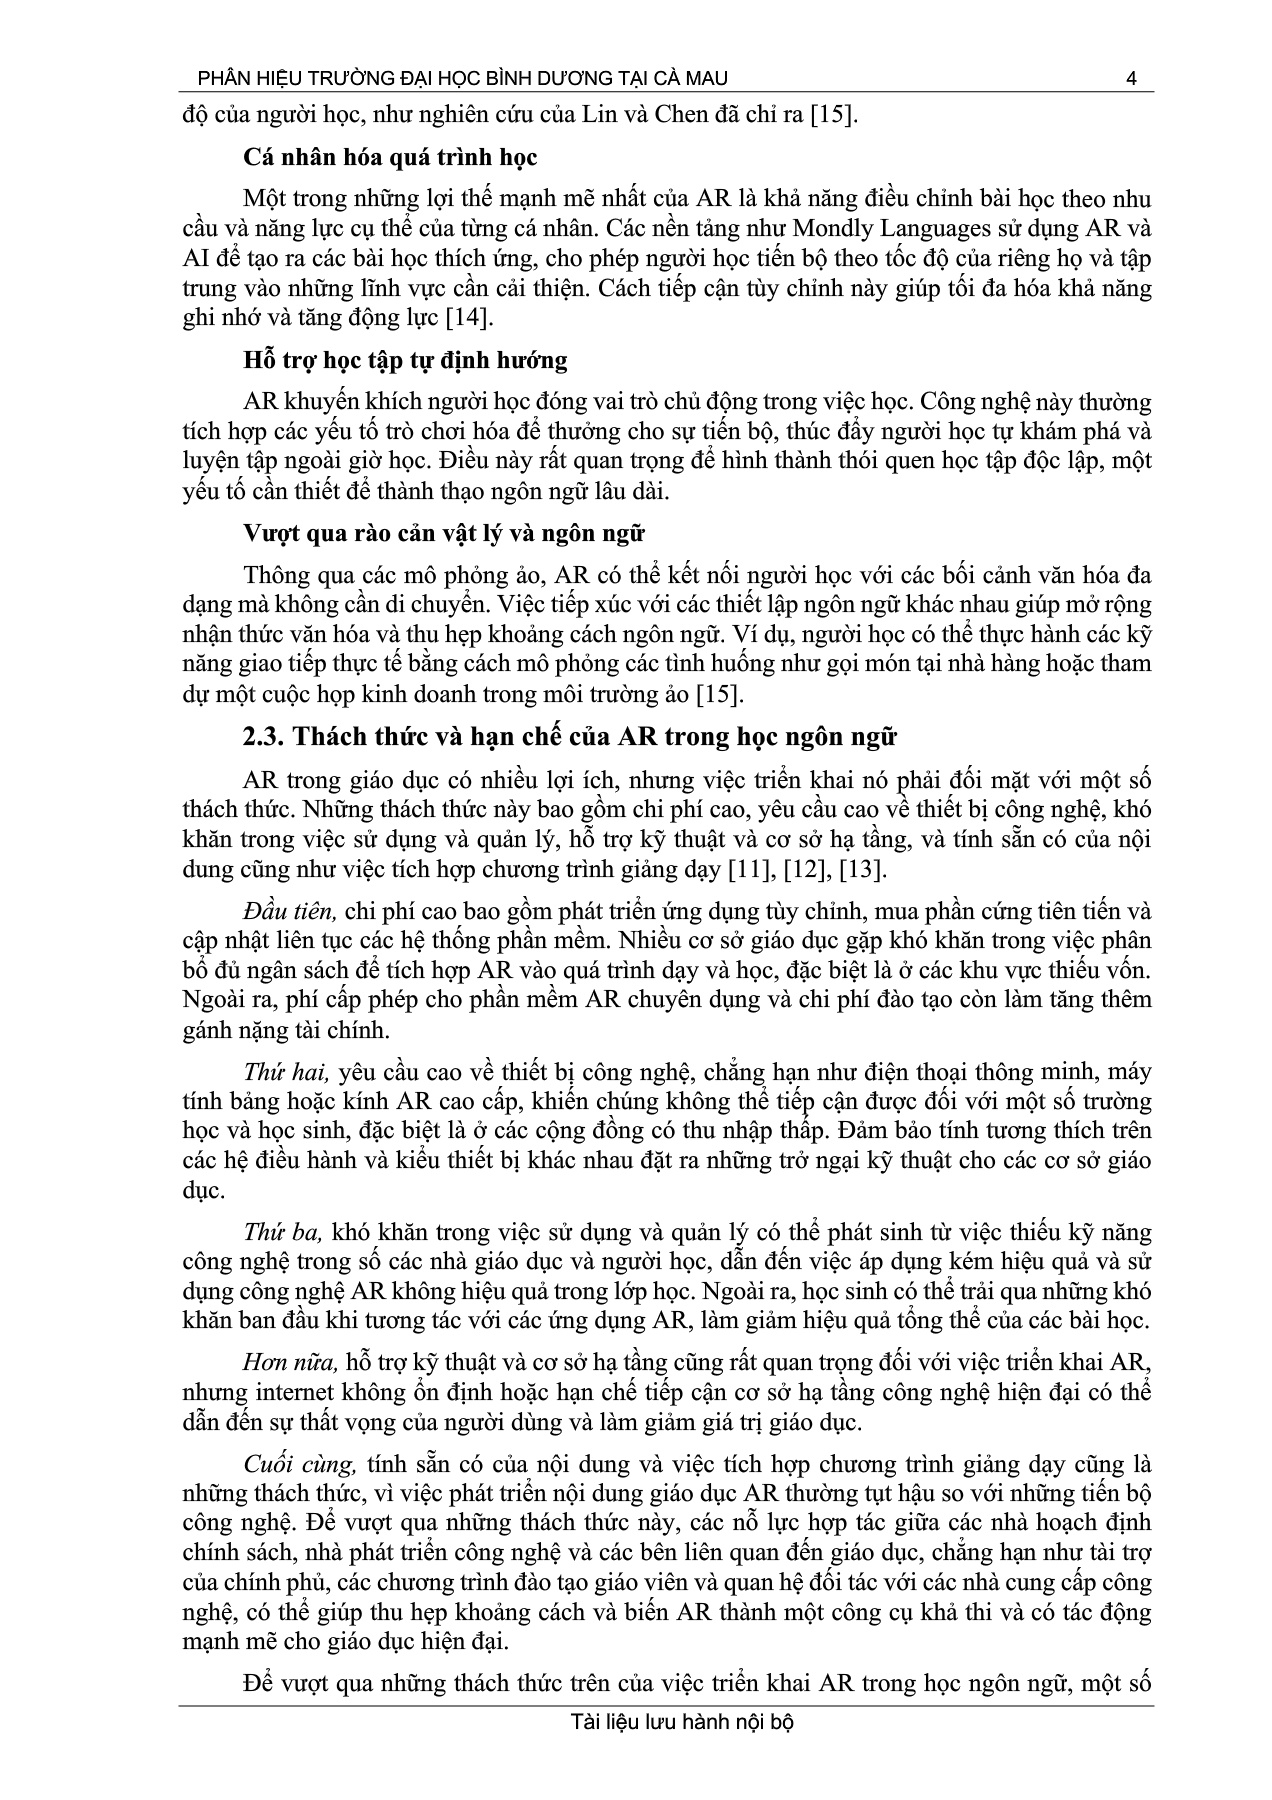 PHÂN HIỆU TRƯỜNG ĐẠI HỌC BÌNH DƯƠNG TẠI CÀ MAU 4
độ của người học, như nghiên cứu của Lin và Chen đã chỉ ra [15].
Cá nhân hóa quá trình học
Một trong những lợi thế mạnh mẽ nhất của AR là khả năng điều chỉnh bài học theo nhu
cầu và năng lực cụ thể của từng cá nhân. Các nền tảng như Mondly Languages sử dụng AR và
AI để tạo ra các bài học thích ứng, cho phép người học tiến bộ theo tốc độ của riêng họ và tập
trung vào những lĩnh vực cần cải thiện. Cách tiếp cận tùy chỉnh này giúp tối đa hóa khả năng
ghi nhớ và tăng động lực [14].
Hỗ trợ học tập tự định hướng
AR khuyến khích người học đóng vai trò chủ động trong việc học. Công nghệ này thường
tích hợp các yếu tố trò chơi hóa để thưởng cho sự tiến bộ, thúc đẩy người học tự khám phá và
luyện tập ngoài giờ học. Điều này rất quan trọng để hình thành thói quen học tập độc lập, một
yếu tố cần thiết để thành thạo ngôn ngữ lâu dài.
Vượt qua rào cản vật lý và ngôn ngữ
Thông qua các mô phỏng ảo, AR có thể kết nối người học với các bối cảnh văn hóa đa
dạng mà không cần di chuyển. Việc tiếp xúc với các thiết lập ngôn ngữ khác nhau giúp mở rộng
nhận thức văn hóa và thu hẹp khoảng cách ngôn ngữ. Ví dụ, người học có thể thực hành các kỹ
năng giao tiếp thực tế bằng cách mô phỏng các tình huống như gọi món tại nhà hàng hoặc tham
dự một cuộc họp kinh doanh trong môi trường ảo [15].
2.3. Thách thức và hạn chế của AR trong học ngôn ngữ
AR trong giáo dục có nhiều lợi ích, nhưng việc triển khai nó phải đối mặt với một số
thách thức. Những thách thức này bao gồm chi phí cao, yêu cầu cao về thiết bị công nghệ, khó
khăn trong việc sử dụng và quản lý, hỗ trợ kỹ thuật và cơ sở hạ tầng, và tính sẵn có của nội
dung cũng như việc tích hợp chương trình giảng dạy [11], [12], [13].
Đầu tiên, chi phí cao bao gồm phát triển ứng dụng tùy chỉnh, mua phần cứng tiên tiến và
cập nhật liên tục các hệ thống phần mềm. Nhiều cơ sở giáo dục gặp khó khăn trong việc phân
bổ đủ ngân sách để tích hợp AR vào quá trình dạy và học, đặc biệt là ở các khu vực thiếu vốn.
Ngoài ra, phí cấp phép cho phần mềm AR chuyên dụng và chi phí đào tạo còn làm tăng thêm
gánh nặng tài chính.
Thứ hai, yêu cầu cao về thiết bị công nghệ, chẳng hạn như điện thoại thông minh, máy
tính bảng hoặc kính AR cao cấp, khiến chúng không thể tiếp cận được đối với một số trường
học và học sinh, đặc biệt là ở các cộng đồng có thu nhập thấp. Đảm bảo tính tương thích trên
các hệ điều hành và kiểu thiết bị khác nhau đặt ra những trở ngại kỹ thuật cho các cơ sở giáo
dục.
Thứ ba, khó khăn trong việc sử dụng và quản lý có thể phát sinh từ việc thiếu kỹ năng
công nghệ trong số các nhà giáo dục và người học, dẫn đến việc áp dụng kém hiệu quả và sử
dụng công nghệ AR không hiệu quả trong lớp học. Ngoài ra, học sinh có thể trải qua những khó
khăn ban đầu khi tương tác với các ứng dụng AR, làm giảm hiệu quả tổng thể của các bài học.
Hơn nữa, hỗ trợ kỹ thuật và cơ sở hạ tầng cũng rất quan trọng đối với việc triển khai AR,
nhưng internet không ổn định hoặc hạn chế tiếp cận cơ sở hạ tầng công nghệ hiện đại có thể
dẫn đến sự thất vọng của người dùng và làm giảm giá trị giáo dục.
Cuối cùng, tính sẵn có của nội dung và việc tích hợp chương trình giảng dạy cũng là
những thách thức, vì việc phát triển nội dung giáo dục AR thường tụt hậu so với những tiến bộ
công nghệ. Để vượt qua những thách thức này, các nỗ lực hợp tác giữa các nhà hoạch định
chính sách, nhà phát triển công nghệ và các bên liên quan đến giáo dục, chẳng hạn như tài trợ
của chính phủ, các chương trình đào tạo giáo viên và quan hệ đối tác với các nhà cung cấp công
nghệ, có thể giúp thu hẹp khoảng cách và biến AR thành một công cụ khả thi và có tác động
mạnh mẽ cho giáo dục hiện đại.
Để vượt qua những thách thức trên của việc triển khai AR trong học ngôn ngữ, một số
Tài liệu lưu hành nội bộ